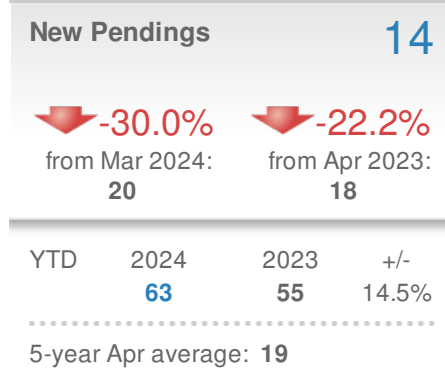 New Pendings 14
-30.0% -22.2%
from Mar 2024: from Apr 2023:
20 18
YTD 2024 2023 +/-
63 55 14.5%
5-year Apr average: 19